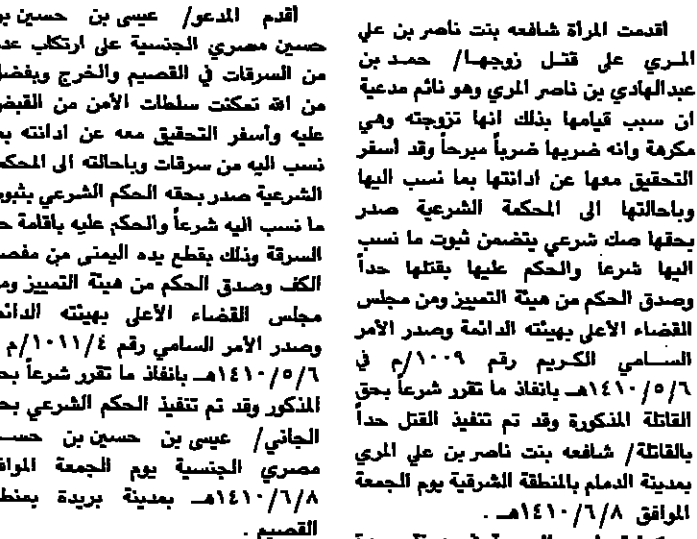 أقدمت المرأة شافعه بنت ناصر بن علي
المري على قتل زوجها/ حمد بن
عبدالهادي بن ناصر المري وهو نائم مدعية
ان سبب قيامها بذلك انها تزوجته وهي
مكرهة وانه ضربها ضرباً مبرحاً وقد أسفر
التحقيق معها عن ادانتها بما نسب اليها
وباحالتها الى المحكمة الشرعية صدر
بحقها صك شرعي يتضمن ثبوت ما نسب
اليها شرعا والحكم عليها بقتلها حداً
وصدق الحكم من هيئة التمييز ومن مجلس
القضاء الأعلى بهيئته الدائمة وصدر الأمر
السامي الكريم رقم ١٠٠٩/م في
١٤١٠/٥/٦هـ بانفاذ ما تقرر شرعاً بحق
القاتلة المذكورة وقد تم تنفيذ القتل حداً
بالقاتلة/ شافعه بنت ناصر بن علي المري
بمدينة الدمام بالمنطقة الشرقية يوم الجمعة
الموافق ١٤١٠/٦/٨هـ .
أقدم المدعو/ عيسى بن حسين بن
حسين مصري الجنسية على ارتكاب عدد
من السرقات في القصيم والخرج وبفضل
من الله تمكنت سلطات الأمن من القبض
عليه وأسفر التحقيق معه عن ادانته بما
نسب اليه من سرقات وباحالته الى المحكمة
الشرعية صدر بحقه الحكم الشرعي بثبوت
ما نسب اليه شرعاً والحكم عليه باقامة حد
السرقة وذلك بقطع يده اليمنى من مفصل
الكف وصدق الحكم من هيئة التمييز ومن
مجلس القضاء الأعلى بهيئته الدائمة
وصدر الأمر السامي رقم ١٠١١/٤/م
١٤١٠/٥/٦هـ بانفاذ ما تقرر شرعاً بحق
المذكور وقد تم تنفيذ الحكم الشرعي بحق
الجاني/ عيسى بن حسين بن حسين
مصري الجنسية يوم الجمعة الموافق
١٤١٠/٦/٨هـ بمدينة بريدة بمنطقة
القصيم .